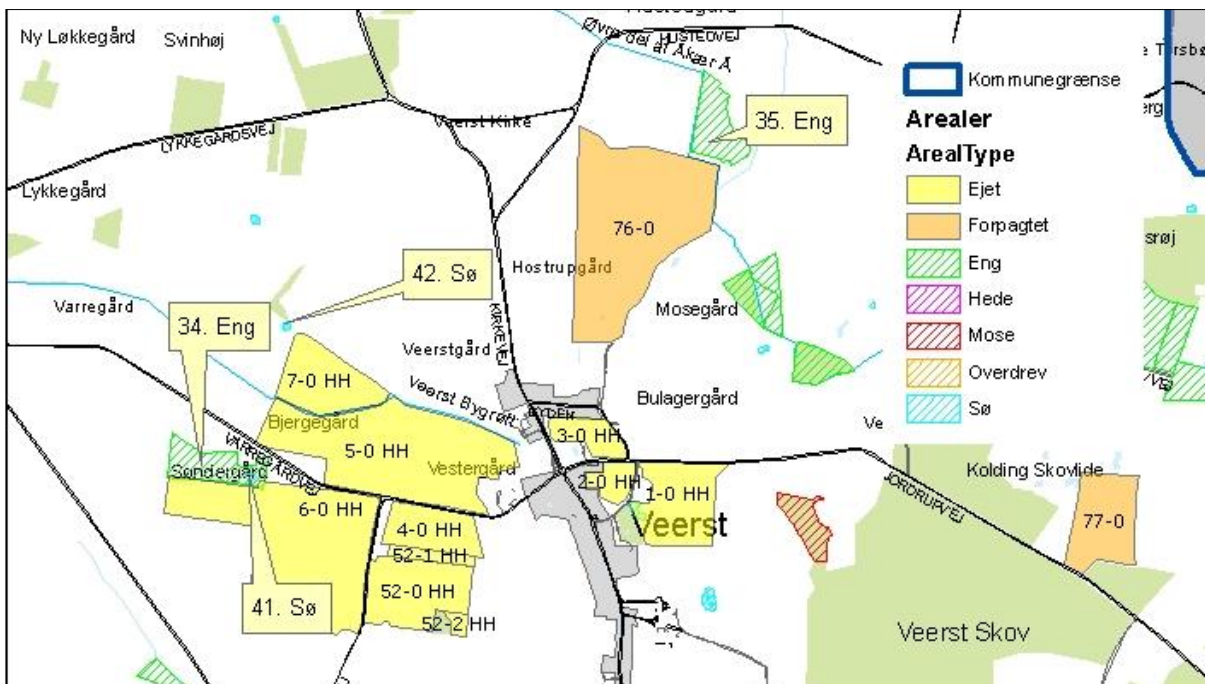 Ny Løkkegård
Svinhøj
HUSTEDVEJ
Øvre del af Åkær Å
Kommunegrænse
Arealer
ArealType
Ejet
Forpagtet
Eng
Hede
Mose
Overdrev
Sø
35. Eng
Væerst Kirke
LYKKEGÅRDSVEJ
Lykkegård
76-0
Hostrupgård
42. Sø
Varregård
34. Eng
Mosegård
KIRKEVEJ
Veerstgård
7-0 HH
Veerst Bygrøft
Bulagergård
Bjergegård
3-0 HH
Ve
5-0 HH
Vestergård
VARREGÅRDVEJ
Søndergård
Kolding Skovlide
2-0 HH
1-0 HH
6-0 HH
JORDRUPVEJ
77-0
4-0 HH
Veerst
52-1 HH
52-0 HH
41. Sø
52-2 HH
Veerst Skov